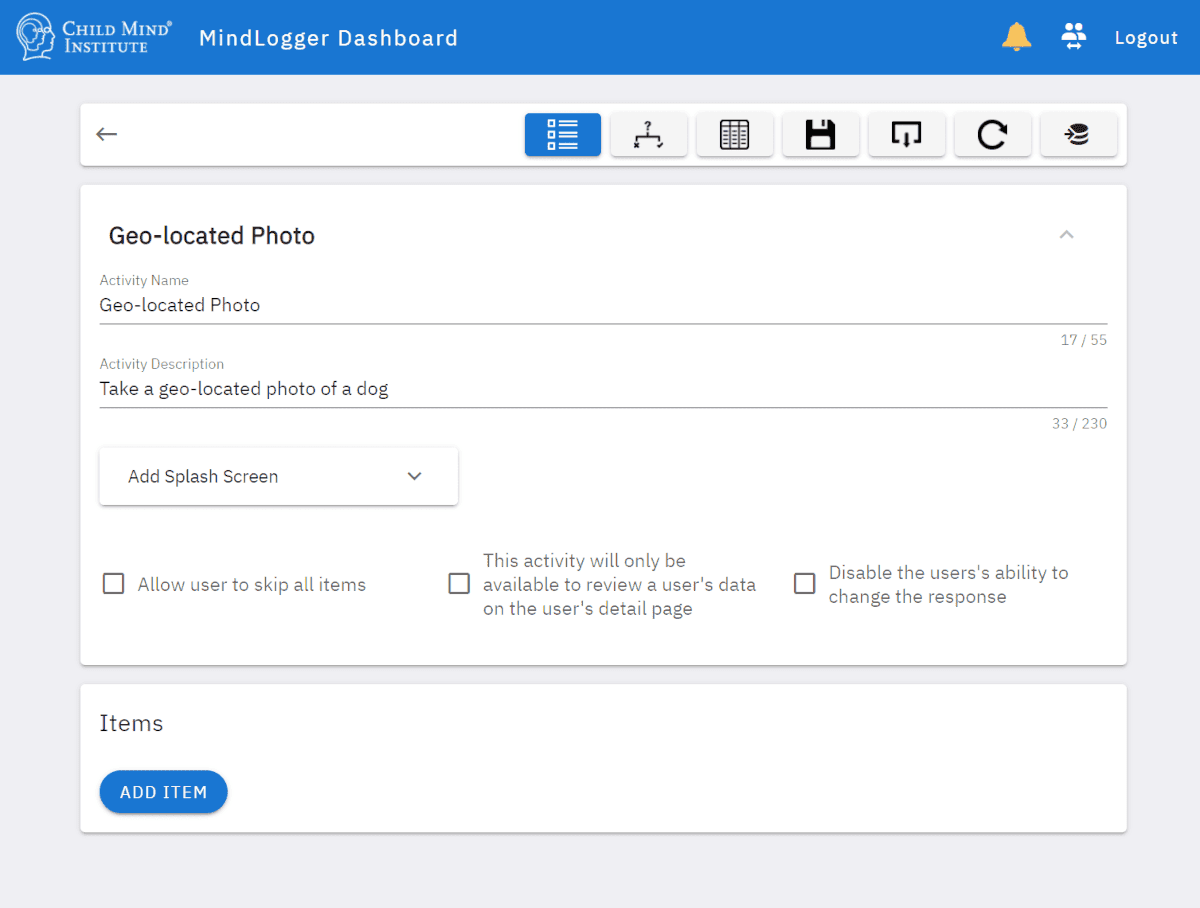 CHILD MIND®
INSTITUTE
MindLogger Dashboard
Logout
?
Geo-located Photo
Activity Name
Geo-located Photo
17 / 55
Activity Description
Take a geo-located photo of a dog
33 / 230
Add Splash Screen
Allow user to skip all items
This activity will only be
available to review a user's data
on the user's detail page
Disable the users's ability to
change the response
Items
ADD ITEM